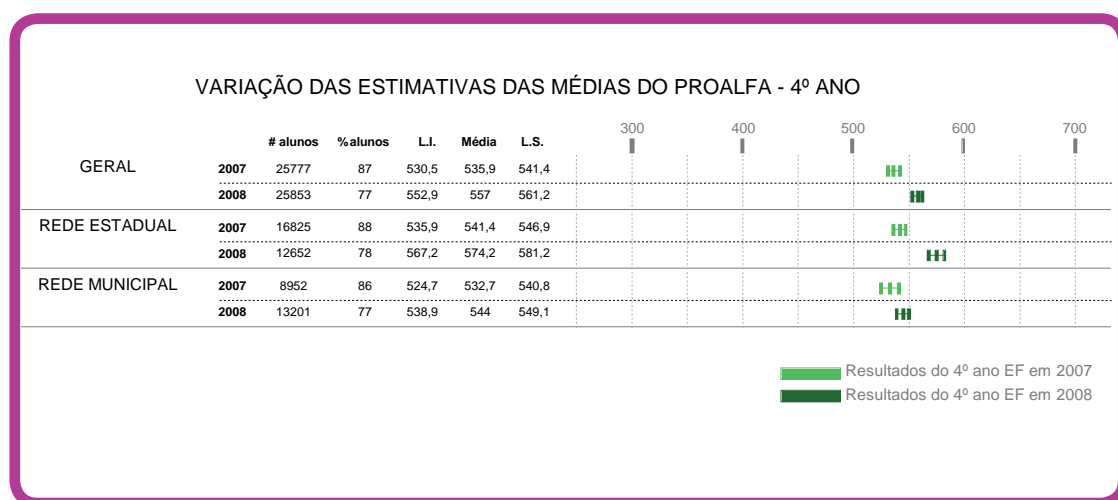 VARIAÇÃO DAS ESTIMATIVAS DAS MÉDIAS DO PROALFA - 4º ANO
300 400 500 600 700
# alunos %alunos L.I. Média L.S.
GERAL 2007 25777 87 530,5 535,9 541,4
2008 25853 77 552,9 557 561,2
REDE ESTADUAL 2007 16825 88 535,9 541,4 546,9
2008 12652 78 567,2 574,2 581,2
REDE MUNICIPAL 2007 8952 86 524,7 532,7 540,8
2008 13201 77 538,9 544 549,1
Resultados do 4º ano EF em 2007
Resultados do 4º ano EF em 2008